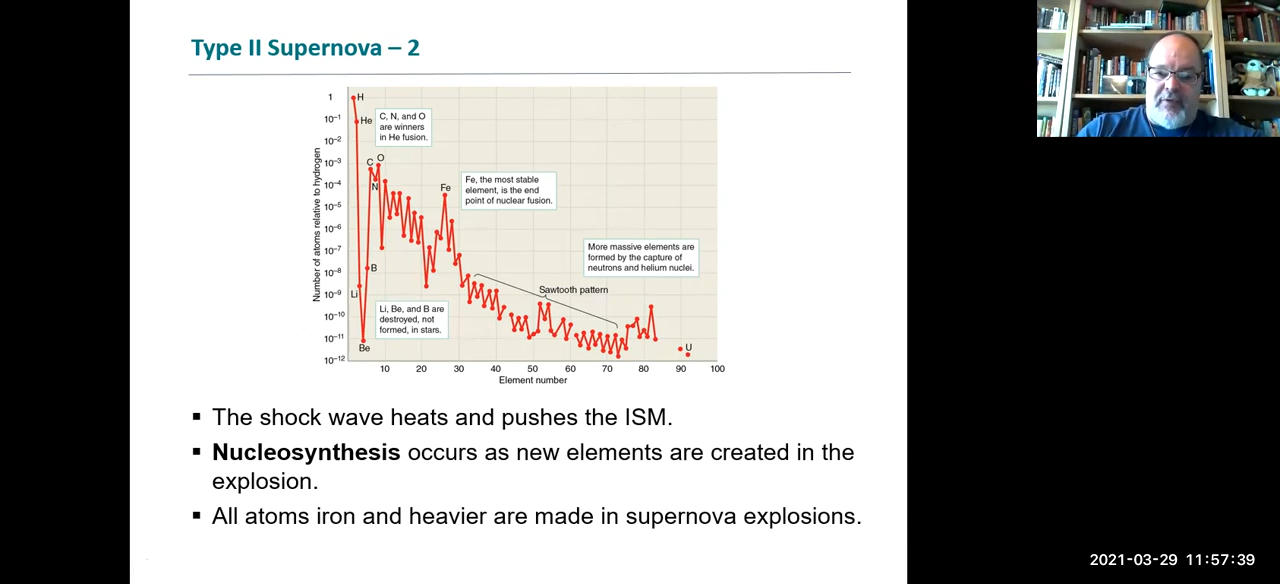 Type II Supernova – 2
Number of atoms relative to hydrogen
1
10⁻¹
10⁻²
10⁻³
10⁻⁴
10⁻⁵
10⁻⁶
10⁻⁷
10⁻⁸
10⁻⁹
10⁻¹⁰
10⁻¹¹
10⁻¹²
H
He
C, N, and O
are winners
in He fusion.
C
O
N
Fe
Fe, the most stable
element, is the end
point of nuclear fusion.
More massive elements are
formed by the capture of
neutrons and helium nuclei.
B
Li
Sawtooth pattern
Li, Be, and B are
destroyed, not
formed, in stars.
Be
U
10 20 30 40 50 60 70 80 90 100
Element number
▪ The shock wave heats and pushes the ISM.
▪ Nucleosynthesis occurs as new elements are created in the
explosion.
▪ All atoms iron and heavier are made in supernova explosions.
2021-03-29 11:57:39